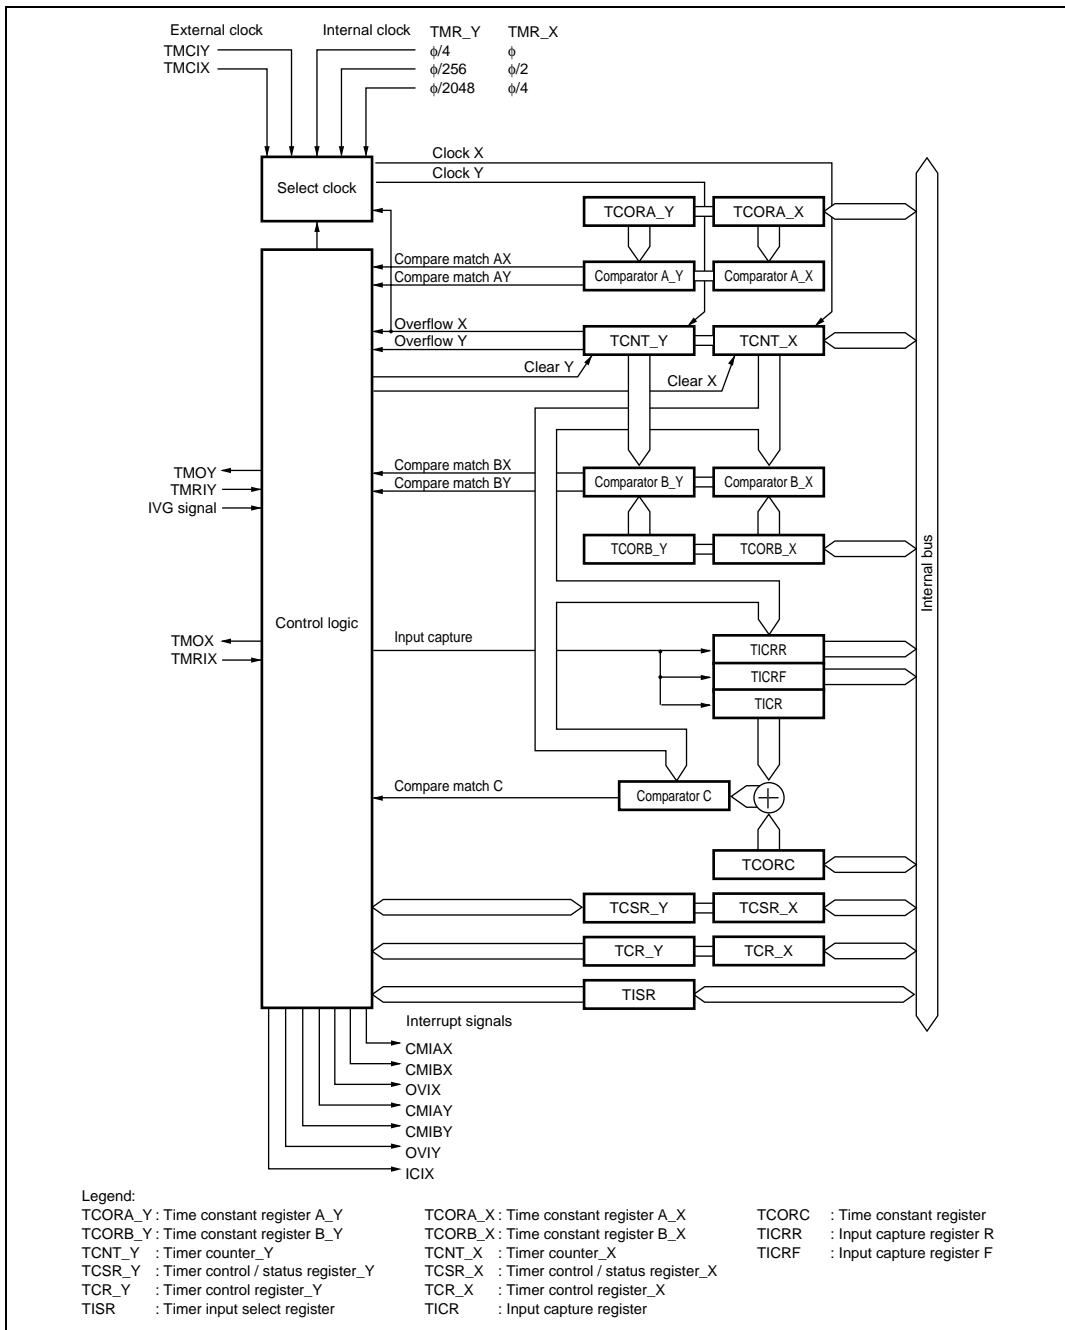 External clock Internal clock TMR_Y TMR_X
TMCIY ϕ/4 ϕ
TMCIX ϕ/256 ϕ/2
ϕ/2048 ϕ/4
Clock X
Clock Y
Select clock
TCORA_Y TCORA_X
Compare match AX
Compare match AY
Comparator A_Y Comparator A_X
Overflow X
Overflow Y
TCNT_Y TCNT_X
Clear Y
Clear X
Compare match BX
Compare match BY
Comparator B_Y Comparator B_X
TMOY
TMRIY
IVG signal
TCORB_Y TCORB_X
Internal bus
Control logic
Input capture
TMOX
TMRIX
TICRR
TICRF
TICR
Compare match C
Comparator C
TCORC
TCSR_Y TCSR_X
TCR_Y TCR_X
TISR
Interrupt signals
CMIAX
CMIBX
OVIX
CMIAY
CMIBY
OVIY
ICIX
Legend:
TCORA_Y : Time constant register A_Y
TCORB_Y : Time constant register B_Y
TCNT_Y : Timer counter_Y
TCSR_Y : Timer control / status register_Y
TCR_Y : Timer control register_Y
TISR : Timer input select register
TCORA_X : Time constant register A_X
TCORB_X : Time constant register B_X
TCNT_X : Timer counter_X
TCSR_X : Timer control / status register_X
TCR_X : Timer control register_X
TICR : Input capture register
TCORC : Time constant register
TICRR : Input capture register R
TICRF : Input capture register F